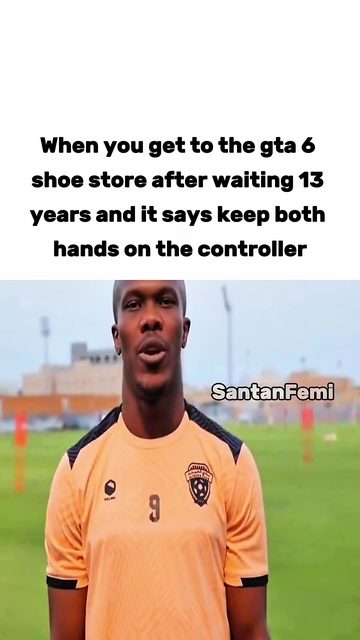 When you get to the gta 6
shoe store after waiting 13
years and it says keep both
hands on the controller
SantanFemi
9